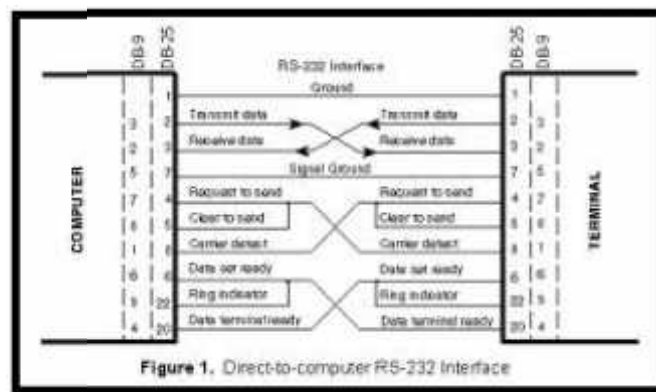 DB-9 DB-25 DB-25 DB-9
RS-232 Interface
Ground
1 1
Transmit data Transmit data
3 2 2 3
Receive data Receive data
2 3 3 2
Signal Ground
5 7 7 5
Request to send Request to send
7 4 4 7
Clear to send Clear to send
8 5 5 8
Carrier detect Carrier detect
1 8 8 1
Data set ready Data set ready
6 6 6 6
Ring indicator Ring indicator
22 22
Data terminal ready Data terminal ready
4 20 20 4
COMPUTER
TERMINAL
Figure 1. Direct-to-computer RS-232 Interface